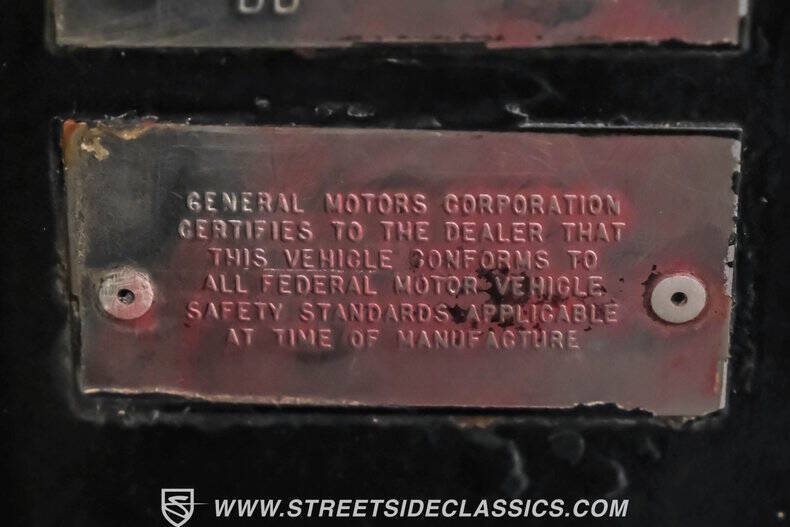 GENERAL MOTORS CORPORATION
CERTIFIES TO THE DEALER THAT
THIS VEHICLE CONFORMS TO
ALL FEDERAL MOTOR VEHICLE
SAFETY STANDARDS APPLICABLE
AT TIME OF MANUFACTURE
WWW.STREETSIDECLASSICS.COM